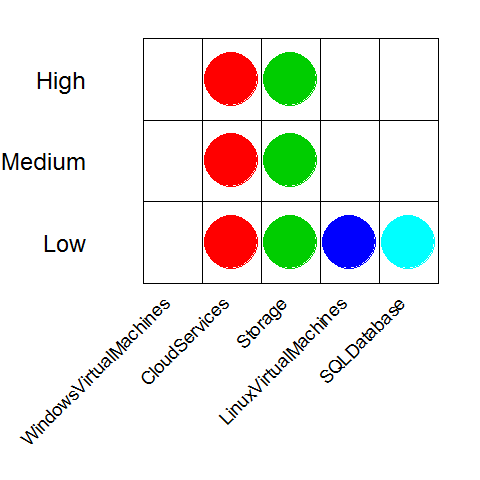 High
Medium
Low
WindowsVirtualMachines
CloudServices
Storage
LinuxVirtualMachines
SQLDatabase